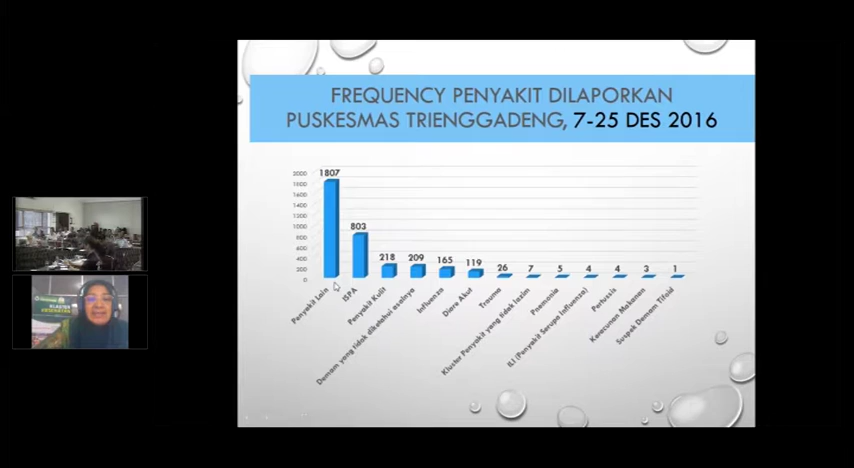 FREQUENCY PENYAKIT DILAPORKAN
PUSKESMAS TRIENGGADENG, 7-25 DES 2016
2000
1800
1600
1400
1200
1000
800
600
400
200
0
1807
803
218
209
165
119
26
7
5
4
4
3
1
Penyakit Lain
ISPA
Penyakit Kulit
Demam yang tidak diketahui asalnya
Influenza
Diare Akut
Trauma
Kluster Penyakit yang tidak lazim
Pnemonia
ILI (Penyakit Serupa Influenza)
Pertussis
Keracunan Makanan
Suspek Demam Tifoid
KLASTER
KESEHATAN